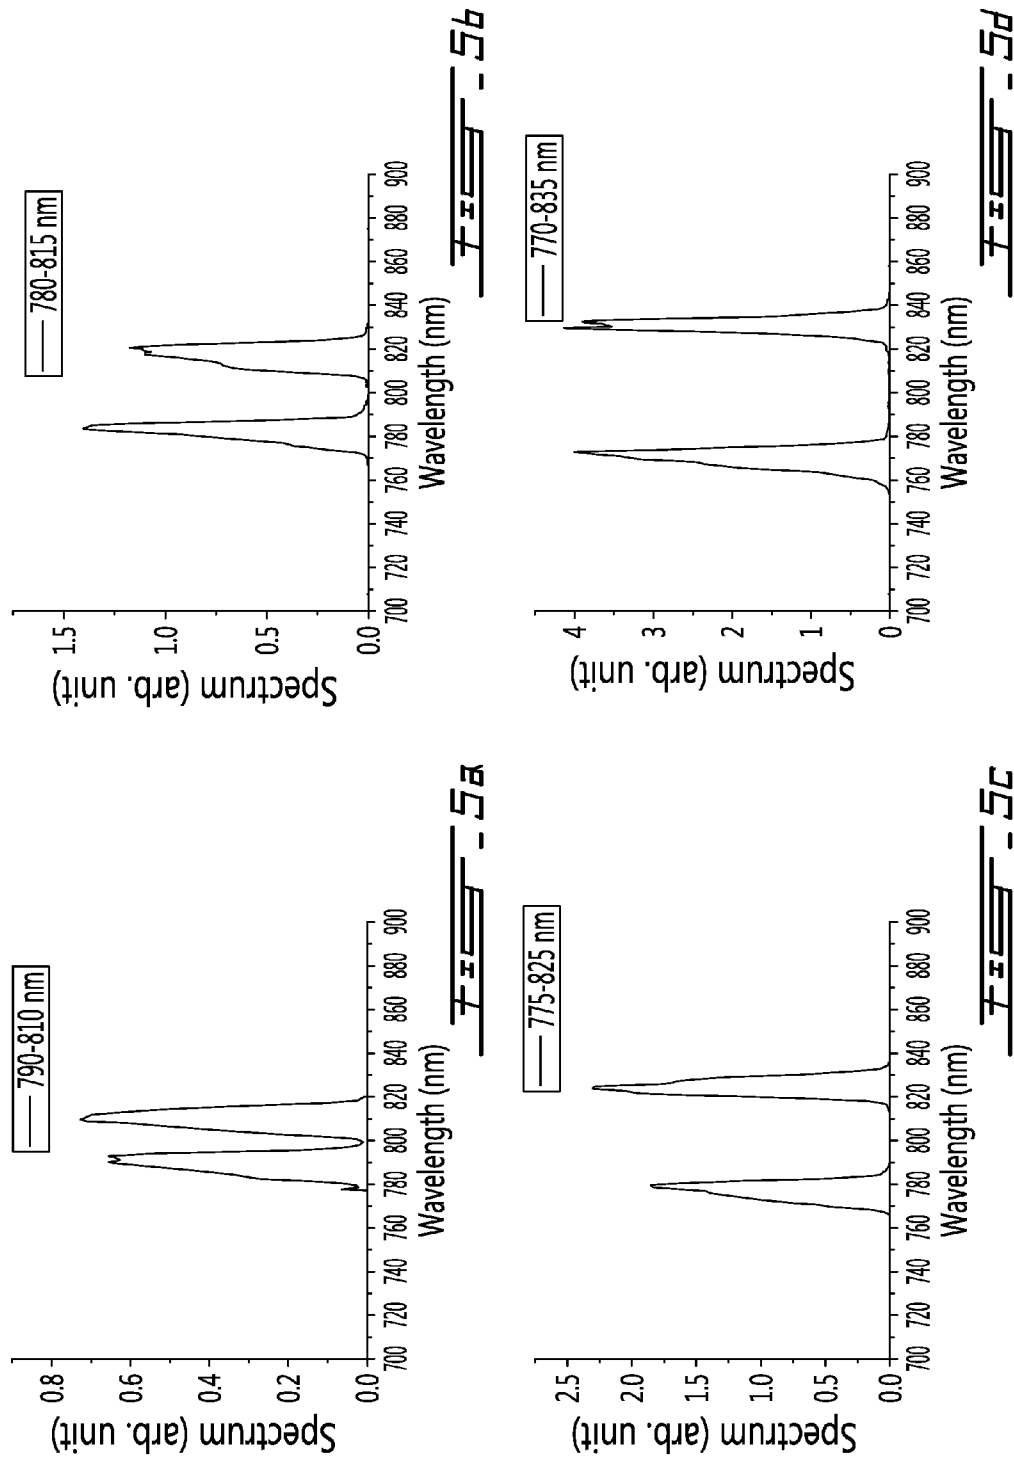 790-810 nm
Spectrum (arb. unit)
0.8
0.6
0.4
0.2
0.0
700 720 740 760 780 800 820 840 860 880 900
Wavelength (nm)
Fig-5a
780-815 nm
Spectrum (arb. unit)
1.5
1.0
0.5
0.0
700 720 740 760 780 800 820 840 860 880 900
Wavelength (nm)
Fig-5b
775-825 nm
Spectrum (arb. unit)
2.5
2.0
1.5
1.0
0.5
0.0
700 720 740 760 780 800 820 840 860 880 900
Wavelength (nm)
Fig-5c
770-835 nm
Spectrum (arb. unit)
4
3
2
1
0
700 720 740 760 780 800 820 840 860 880 900
Wavelength (nm)
Fig-5d